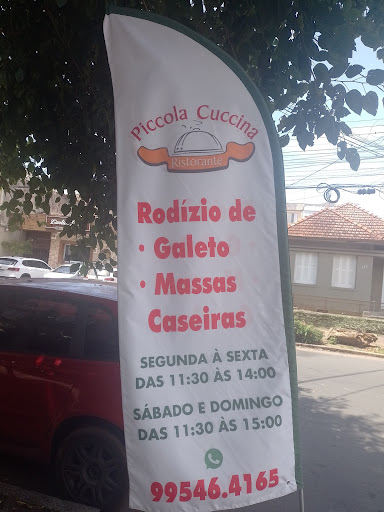 Piccola Cuccina
Ristorante
Rodízio de
• Galeto
• Massas
Caseiras
SEGUNDA À SEXTA
DAS 11:30 ÀS 14:00
SÁBADO E DOMINGO
DAS 11:30 ÀS 15:00
99546.4165